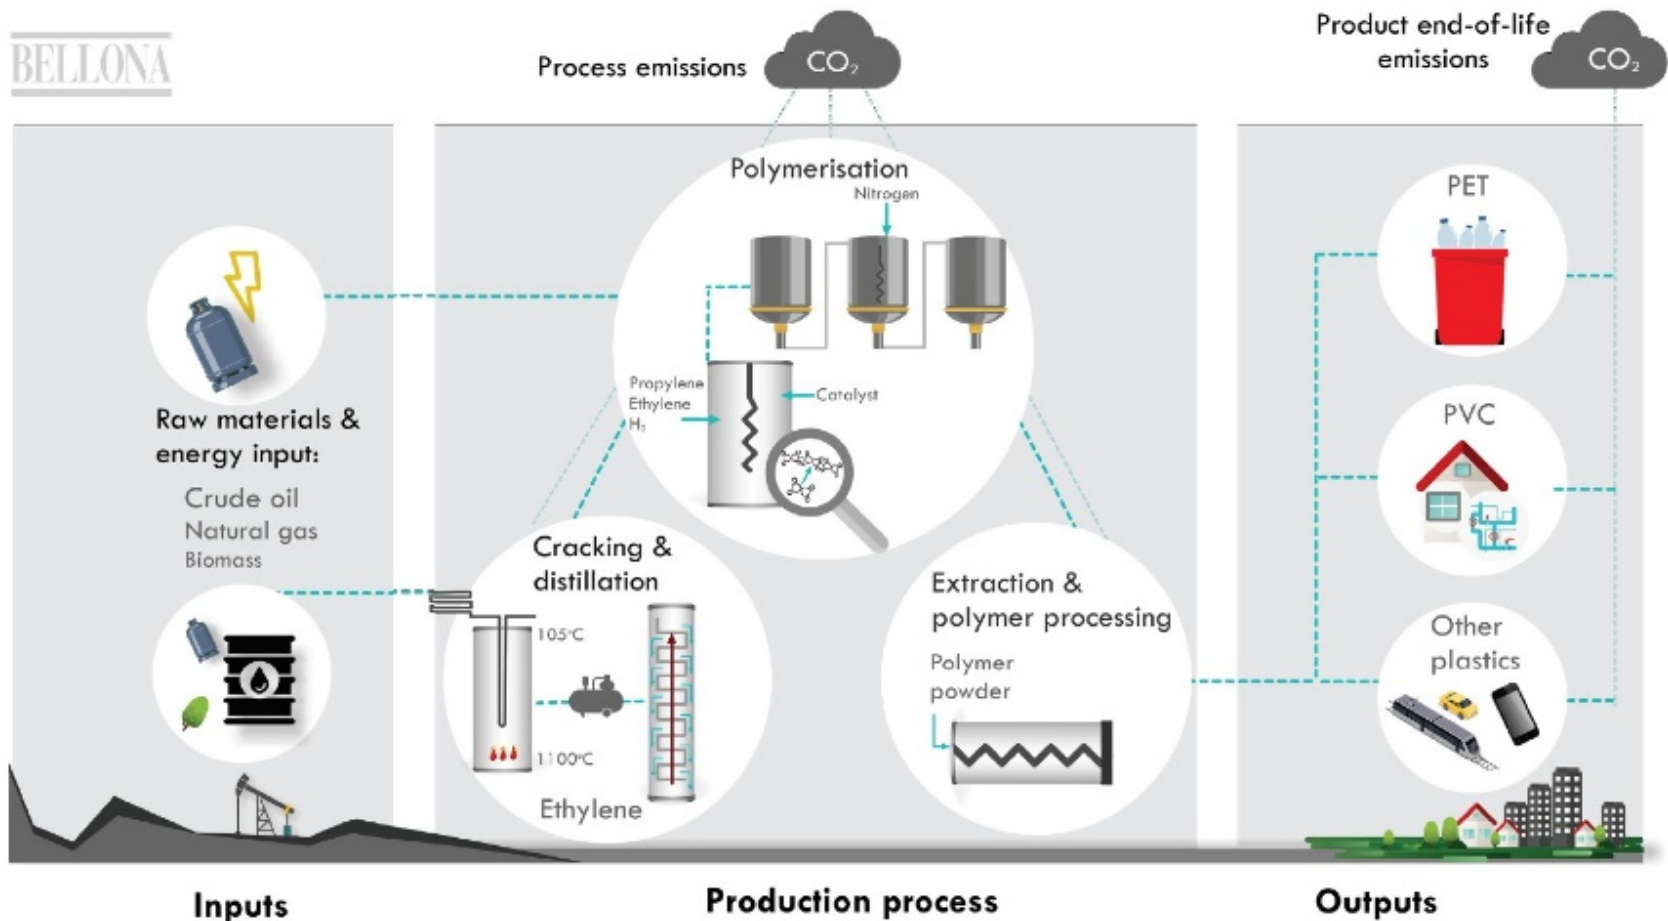 BELLONA
Process emissions
CO₂
Product end-of-life
emissions
CO₂
Raw materials &
energy input:
Crude oil
Natural gas
Biomass
Polymerisation
Nitrogen
Propylene
Ethylene
H₂
Catalyst
Cracking &
distillation
105°C
1100°C
Ethylene
Extraction &
polymer processing
Polymer
powder
PET
PVC
Other
plastics
Inputs
Production process
Outputs